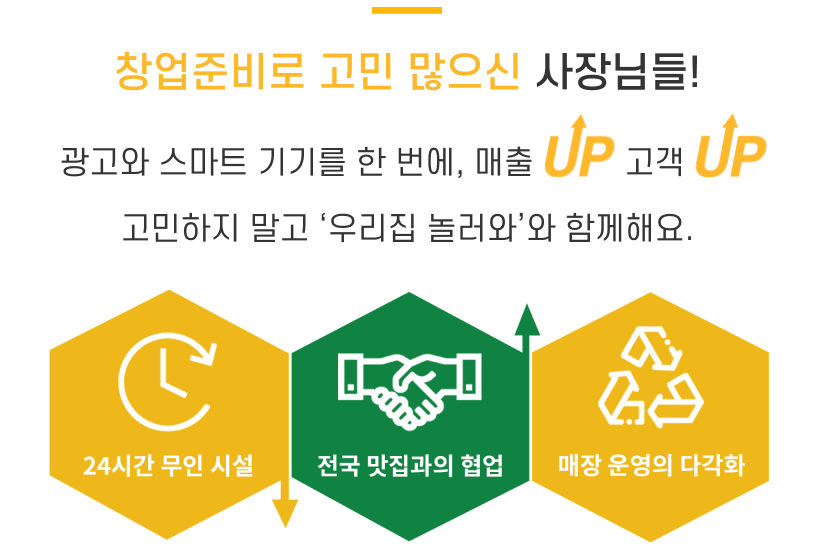 창업준비로 고민 많으신 사장님들!
광고와 스마트 기기를 한 번에, 매출 UP 고객 UP
고민하지 말고 ‘우리집 놀러와’와 함께해요.
24시간 무인 시설
전국 맛집과의 협업
매장 운영의 다각화